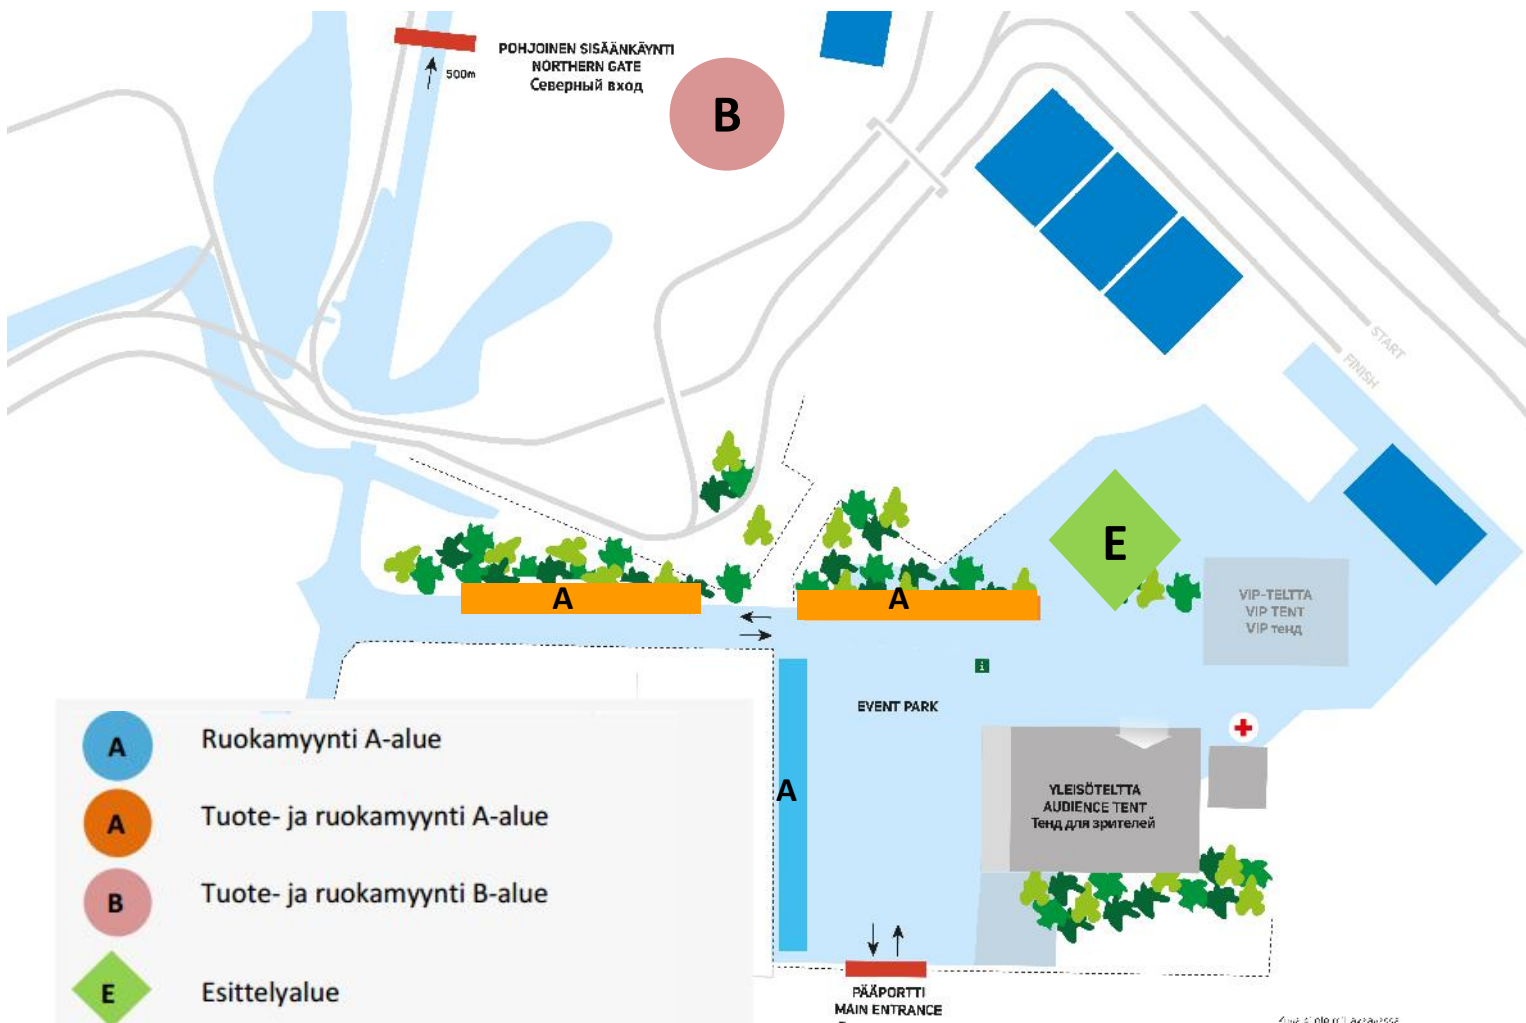 POHJOINEN SISÄÄNKÄYNTI
NORTHERN GATE
Северный вход
500m
B
START
FINISH
E
A
A
VIP-TELTTA
VIP TENT
VIP тенд
i
EVENT PARK
A
YLEISÖTELTTA
AUDIENCE TENT
Тенд для зрителей
PÄÄPORTTI
MAIN ENTRANCE
A Ruokamyynti A-alue
A Tuote- ja ruokamyynti A-alue
B Tuote- ja ruokamyynti B-alue
E Esittelyalue